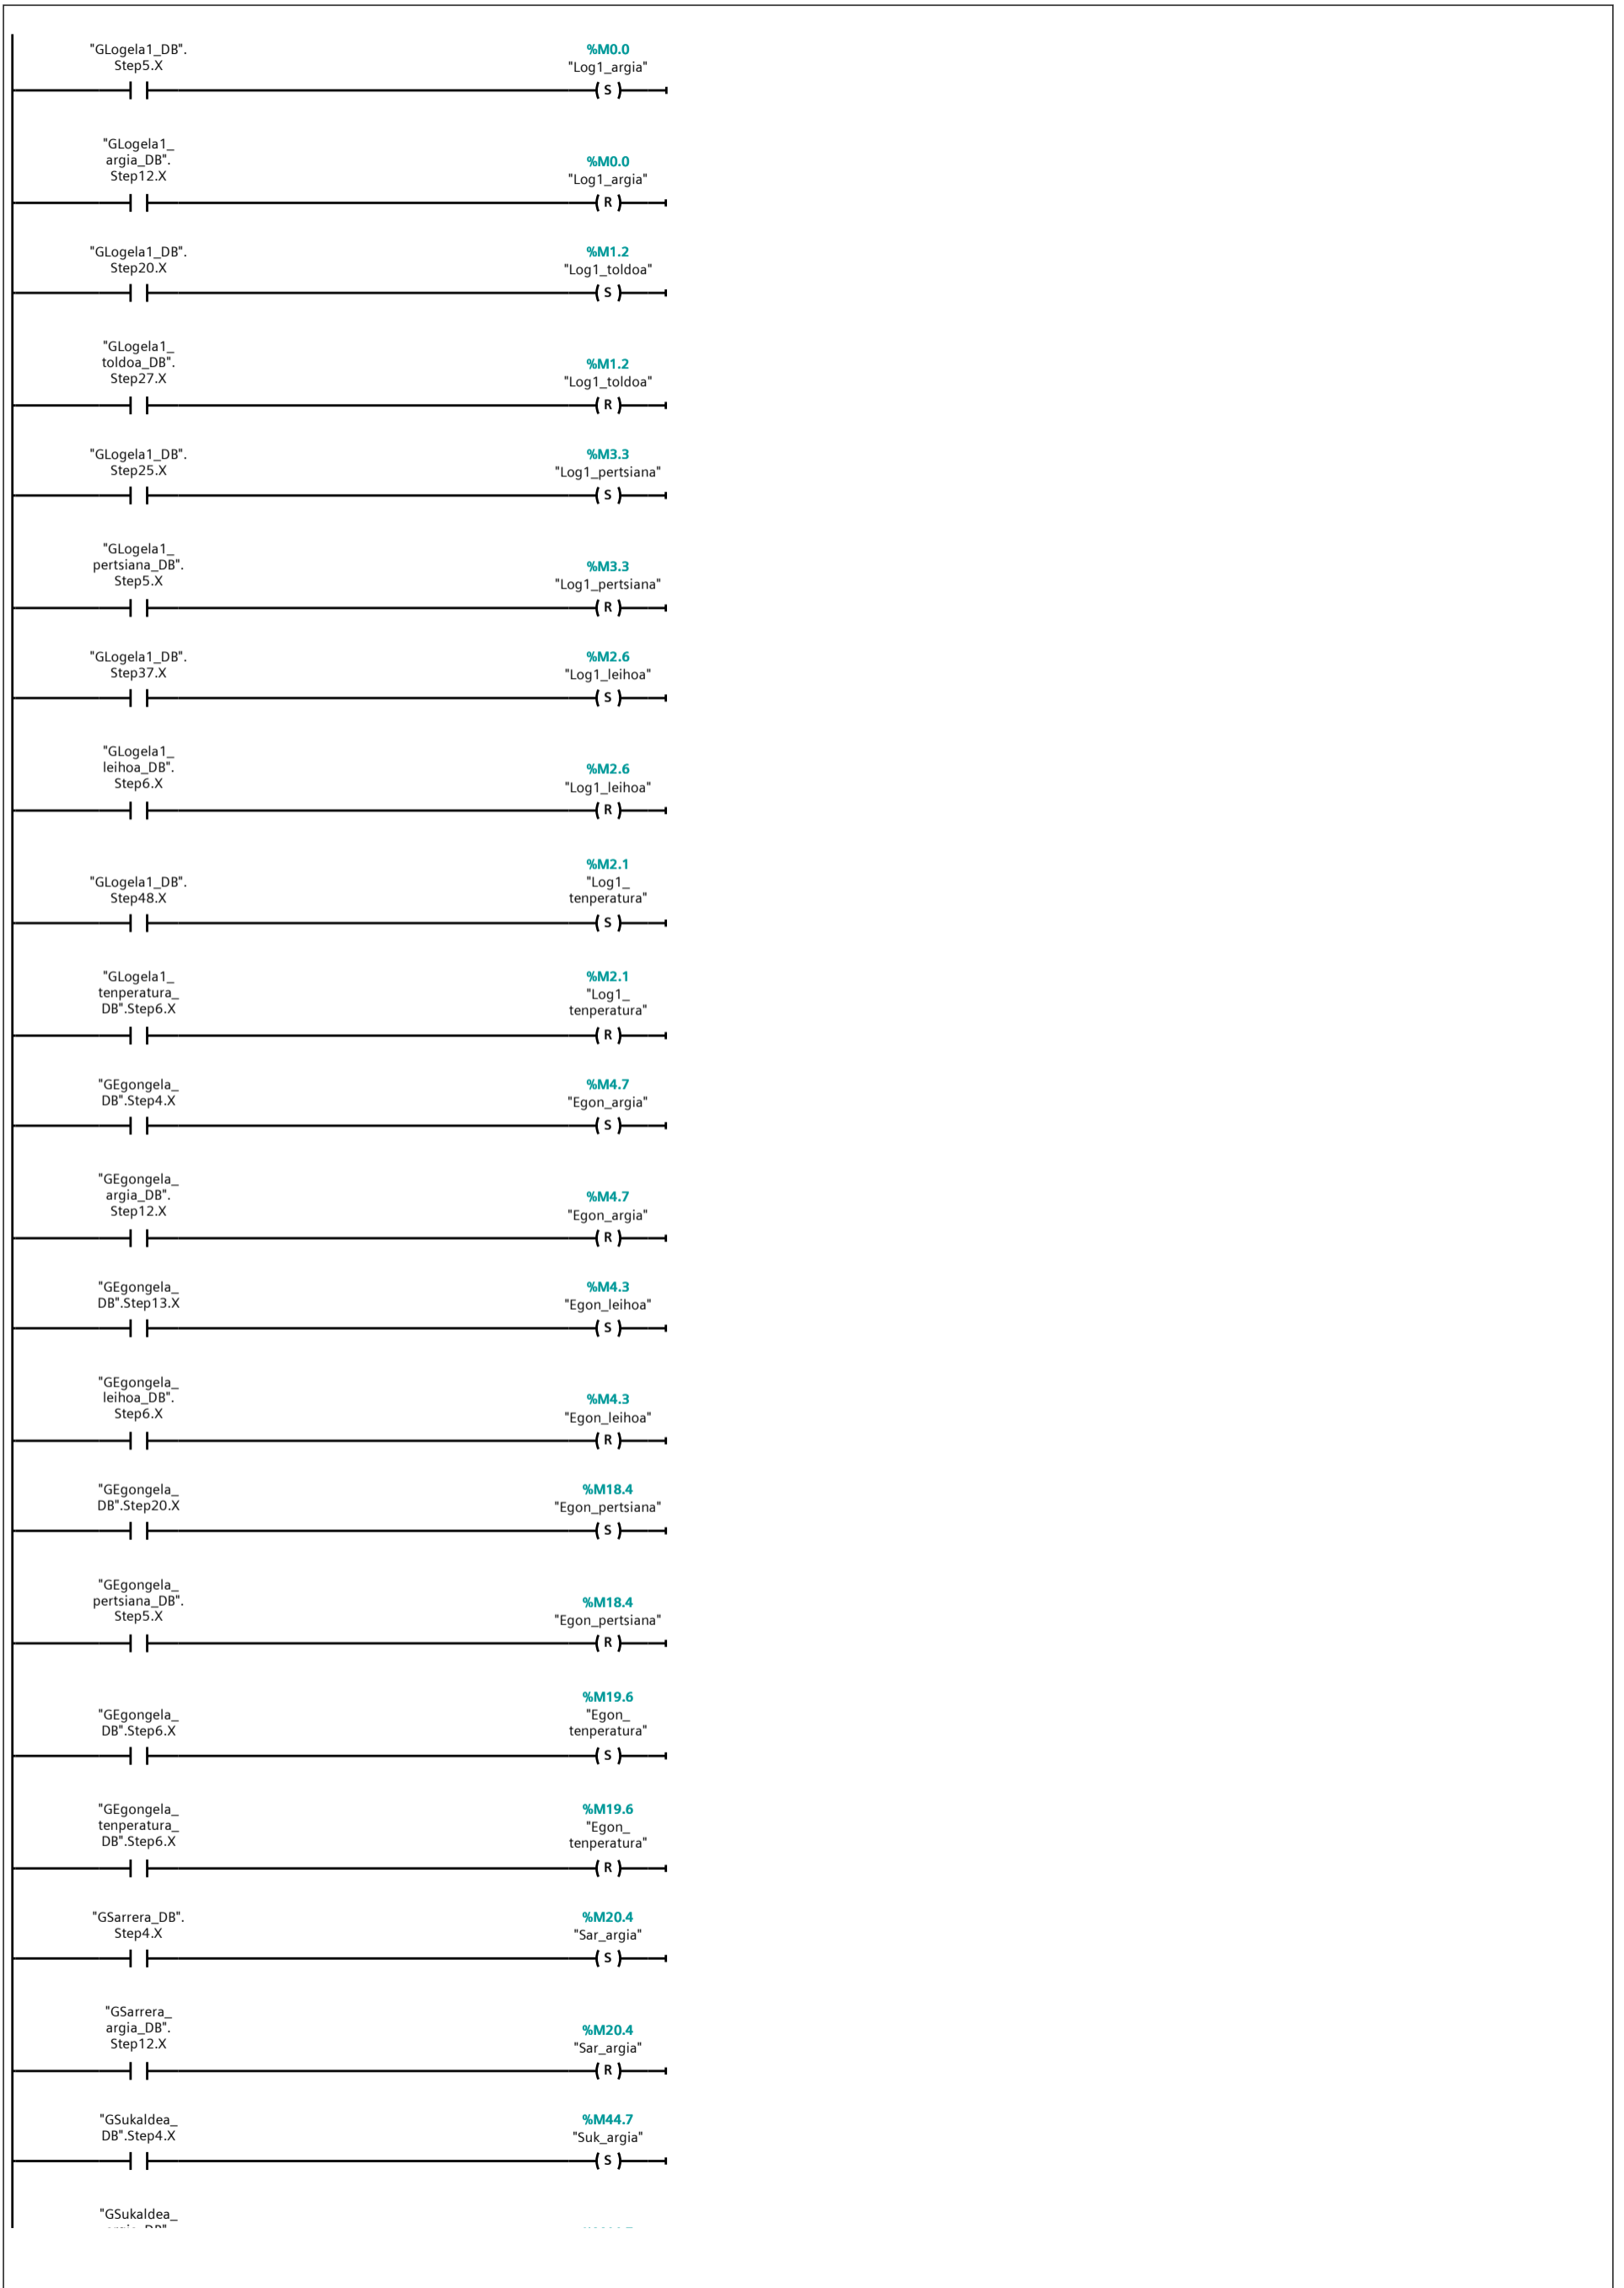 "GLogela1_DB".
Step5.X
%M0.0
"Log1_argia"
S
"GLogela1_
argia_DB".
Step12.X
%M0.0
"Log1_argia"
R
"GLogela1_DB".
Step20.X
%M1.2
"Log1_toldoa"
S
"GLogela1_
toldoa_DB".
Step27.X
%M1.2
"Log1_toldoa"
R
"GLogela1_DB".
Step25.X
%M3.3
"Log1_pertsiana"
S
"GLogela1_
pertsiana_DB".
Step5.X
%M3.3
"Log1_pertsiana"
R
"GLogela1_DB".
Step37.X
%M2.6
"Log1_leihoa"
S
"GLogela1_
leihoa_DB".
Step6.X
%M2.6
"Log1_leihoa"
R
"GLogela1_DB".
Step48.X
%M2.1
"Log1_
tenperatura"
S
"GLogela1_
tenperatura_
DB".Step6.X
%M2.1
"Log1_
tenperatura"
R
"GEgongela_
DB".Step4.X
%M4.7
"Egon_argia"
S
"GEgongela_
argia_DB".
Step12.X
%M4.7
"Egon_argia"
R
"GEgongela_
DB".Step13.X
%M4.3
"Egon_leihoa"
S
"GEgongela_
leihoa_DB".
Step6.X
%M4.3
"Egon_leihoa"
R
"GEgongela_
DB".Step20.X
%M18.4
"Egon_pertsiana"
S
"GEgongela_
pertsiana_DB".
Step5.X
%M18.4
"Egon_pertsiana"
R
"GEgongela_
DB".Step6.X
%M19.6
"Egon_
tenperatura"
S
"GEgongela_
tenperatura_
DB".Step6.X
%M19.6
"Egon_
tenperatura"
R
"GSarrera_DB".
Step4.X
%M20.4
"Sar_argia"
S
"GSarrera_
argia_DB".
Step12.X
%M20.4
"Sar_argia"
R
"GSukaldea_
DB".Step4.X
%M44.7
"Suk_argia"
S
"GSukaldea_